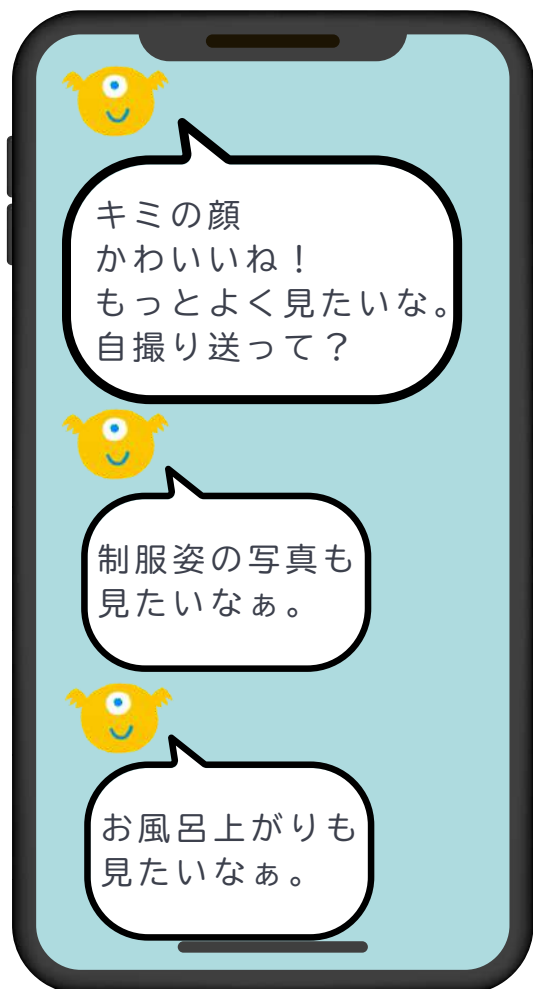 キミの顔
かわいいね！
もっとよく見たいな。
自撮り送って？
制服姿の写真も
見たいなぁ。
お風呂上がりも
見たいなぁ。